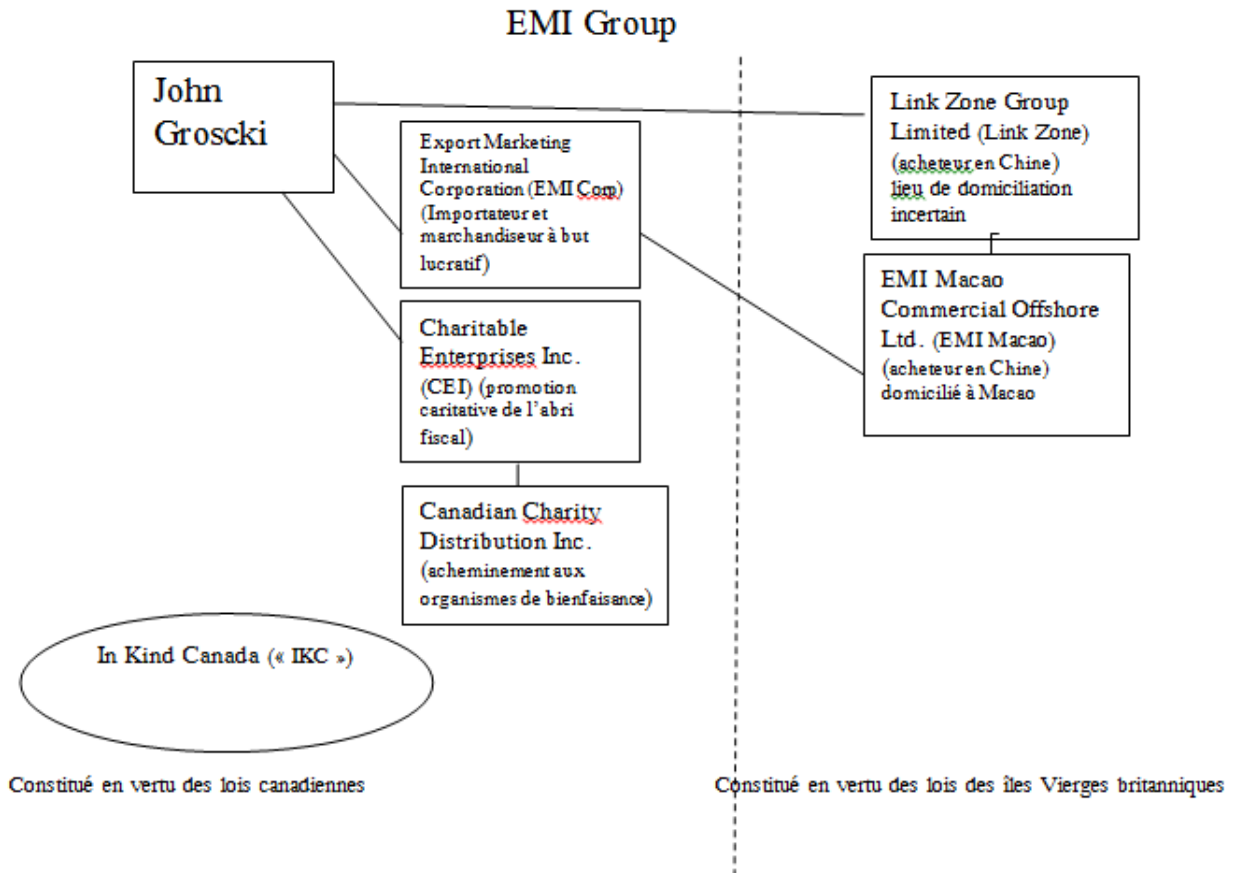 EMI Group
John
Groscki
Export Marketing
International
Corporation (EMI Corp)
(Importateur et
marchandiseur à but
lucratif)
Charitable
Enterprises Inc.
(CEI) (promotion
caritative de l'abri
fiscal)
Canadian Charity
Distribution Inc.
(acheminement aux
organismes de bienfaisance)
In Kind Canada (« IKC »)
Constitué en vertu des lois canadiennes
Link Zone Group
Limited (Link Zone)
(acheteur en Chine)
lieu de domiciliation
incertain
EMI Macao
Commercial Offshore
Ltd. (EMI Macao)
(acheteur en Chine)
domicilié à Macao
Constitué en vertu des lois des îles Vierges britanniques